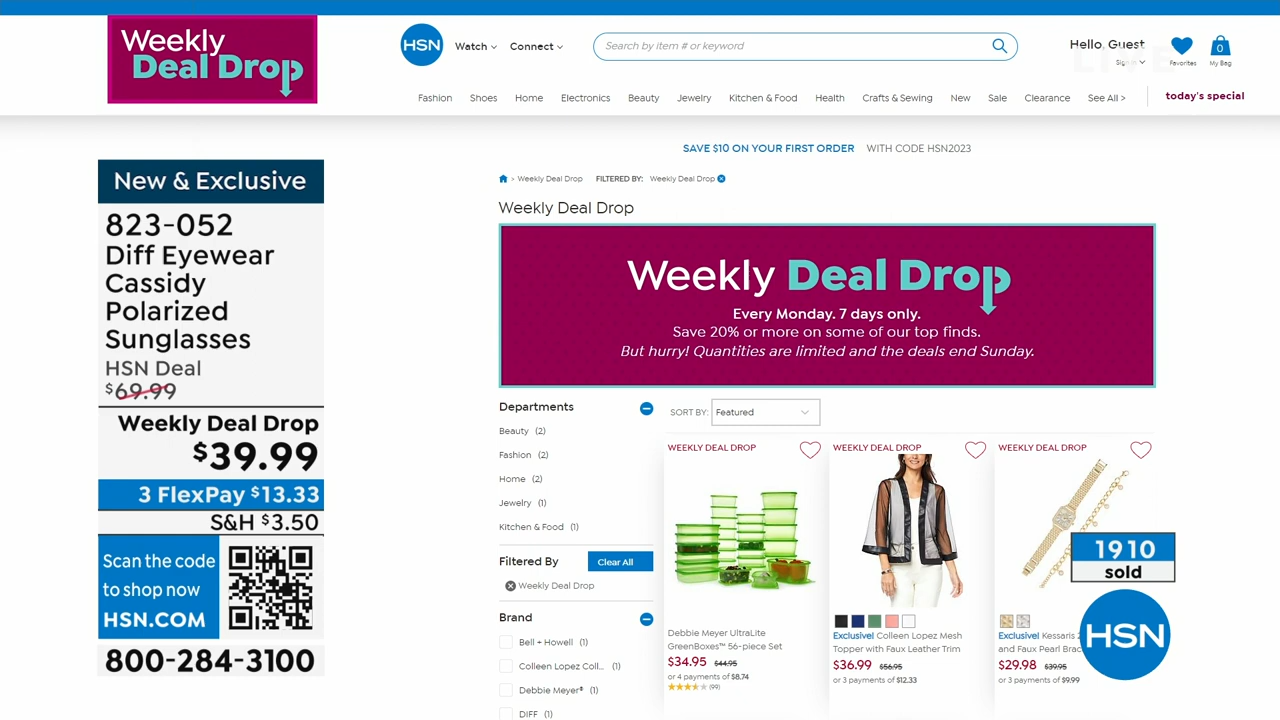 Weekly
Deal Drop
HSN
Watch
Connect
Search by item # or keyword
Hello, Guest
Favorites
0
My Bag
LIVE
Fashion Shoes Home Electronics Beauty Jewelry Kitchen & Food Health Crafts & Sewing New Sale Clearance See All > today's special
SAVE $10 ON YOUR FIRST ORDER WITH CODE HSN2023
> Weekly Deal Drop FILTERED BY: Weekly Deal Drop
Weekly Deal Drop
Weekly Deal Drop
Every Monday. 7 days only.
Save 20% or more on some of our top finds.
But hurry! Quantities are limited and the deals end Sunday.
New & Exclusive
823-052
Diff Eyewear
Cassidy
Polarized
Sunglasses
HSN Deal
$69.99
Weekly Deal Drop
$39.99
3 FlexPay $13.33
S&H $3.50
Scan the code
to shop now
HSN.COM
800-284-3100
Departments
Beauty (2)
Fashion (2)
Home (2)
Jewelry (1)
Kitchen & Food (1)
Filtered By
Clear All
Weekly Deal Drop
Brand
Bell + Howell (1)
Colleen Lopez Coll... (1)
Debbie Meyer® (1)
DIFF (1)
SORT BY: Featured
WEEKLY DEAL DROP
Debbie Meyer UltraLite
GreenBoxes™ 56-piece Set
$34.95 $44.95
or 4 payments of $8.74
(99)
WEEKLY DEAL DROP
Exclusive! Colleen Lopez Mesh
Topper with Faux Leather Trim
$36.99 $56.95
or 3 payments of $12.33
WEEKLY DEAL DROP
Exclusive! Kessaris
and Faux Pearl Brac
$29.98 $39.95
or 3 payments of $9.99
1910
sold
HSN